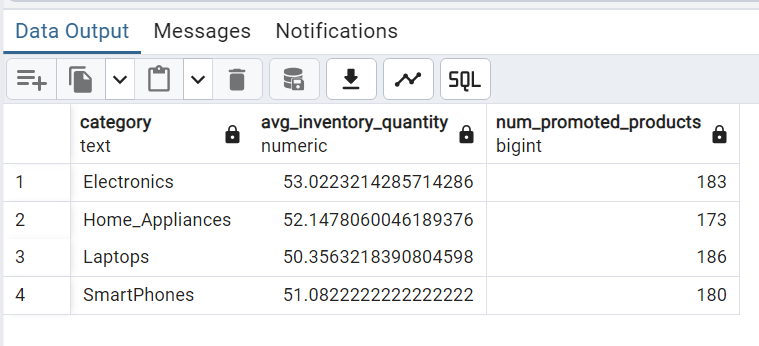 Data Output Messages Notifications
SQL
category avg_inventory_quantity num_promoted_products
text numeric bigint
1 Electronics 53.0223214285714286 183
2 Home_Appliances 52.1478060046189376 173
3 Laptops 50.3563218390804598 186
4 SmartPhones 51.0822222222222222 180